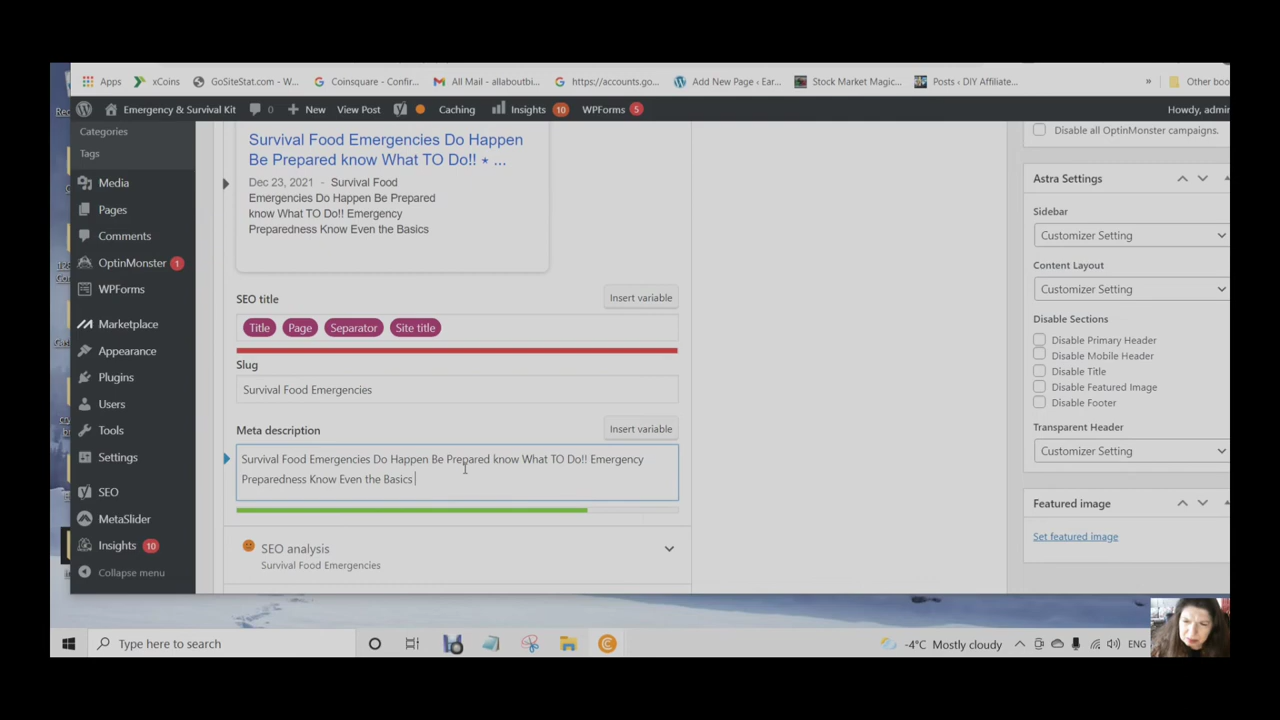 Apps
xCoins
GoSiteStat.com - W...
Coinsquare - Confir...
All Mail - allaboutbi...
https://accounts.go...
Add New Page ‹ Ear...
Stock Market Magic...
Posts ‹ DIY Affiliate...
»
Other boo
Emergency & Survival Kit
0
New
View Post
Caching
Insights 10
WPForms 5
Howdy, admin
Categories
Tags
Media
Pages
Comments
OptinMonster 1
WPForms
Marketplace
Appearance
Plugins
Users
Tools
Settings
SEO
MetaSlider
Insights 10
Collapse menu
Survival Food Emergencies Do Happen
Be Prepared know What TO Do!! ⋆ ...
Dec 23, 2021 - Survival Food
Emergencies Do Happen Be Prepared
know What TO Do!! Emergency
Preparedness Know Even the Basics
SEO title
Insert variable
Title Page Separator Site title
Slug
Survival Food Emergencies
Meta description
Insert variable
Survival Food Emergencies Do Happen Be Prepared know What TO Do!! Emergency
Preparedness Know Even the Basics
SEO analysis
Survival Food Emergencies
Disable all OptinMonster campaigns.
Astra Settings
Sidebar
Customizer Setting
Content Layout
Customizer Setting
Disable Sections
Disable Primary Header
Disable Mobile Header
Disable Title
Disable Featured Image
Disable Footer
Transparent Header
Customizer Setting
Featured image
Set featured image
Type here to search
-4°C Mostly cloudy
ENG